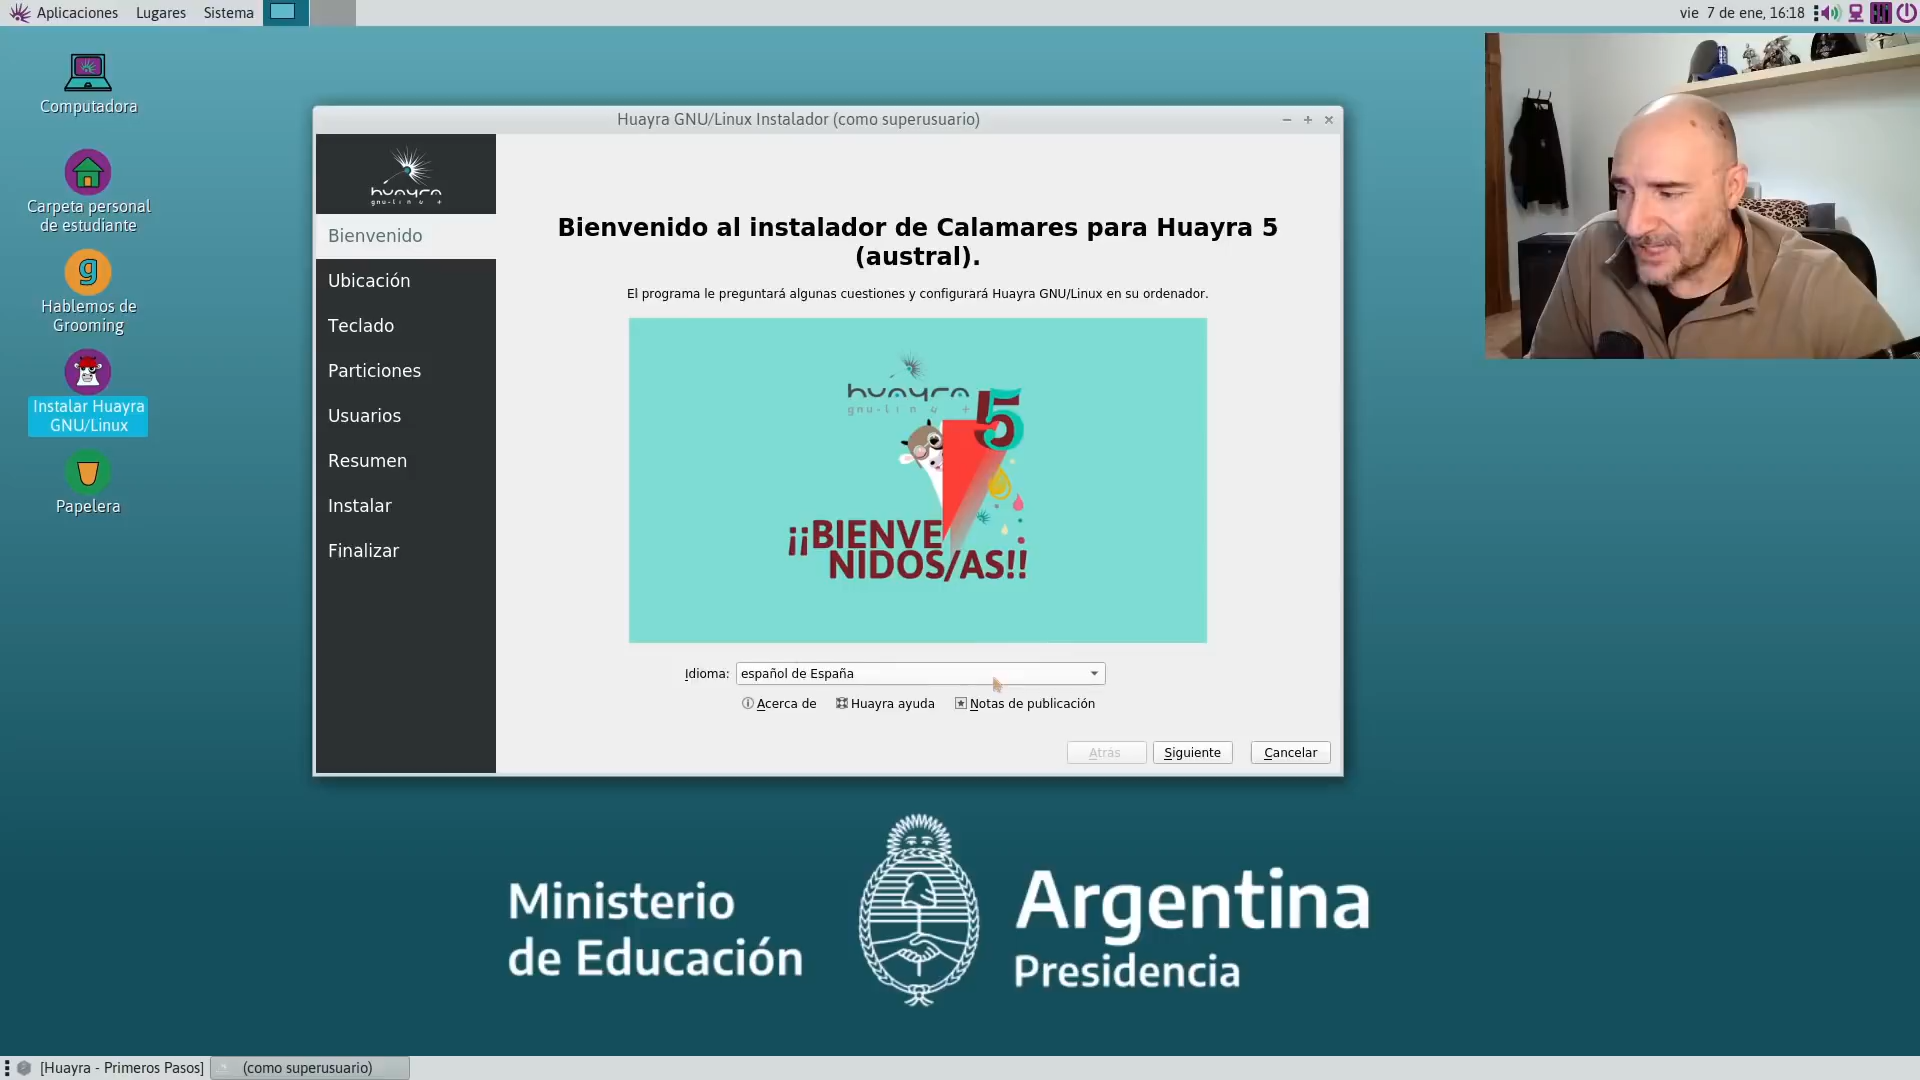 Aplicaciones Lugares Sistema
vie 7 de ene, 16:18
Computadora
Carpeta personal
de estudiante
Hablemos de
Grooming
Instalar Huayra
GNU/Linux
Papelera
Huayra GNU/Linux Instalador (como superusuario)
huayra
gnu-linux
Bienvenido
Ubicación
Teclado
Particiones
Usuarios
Resumen
Instalar
Finalizar
Bienvenido al instalador de Calamares para Huayra 5
(austral).
El programa le preguntará algunas cuestiones y configurará Huayra GNU/Linux en su ordenador.
huayra 5
¡¡BIENVE
NIDOS/AS!!
Idioma: español de España
Acerca de Huayra ayuda Notas de publicación
Atrás Siguiente Cancelar
Ministerio
de Educación
Argentina
Presidencia
[Huayra - Primeros Pasos] (como superusuario)